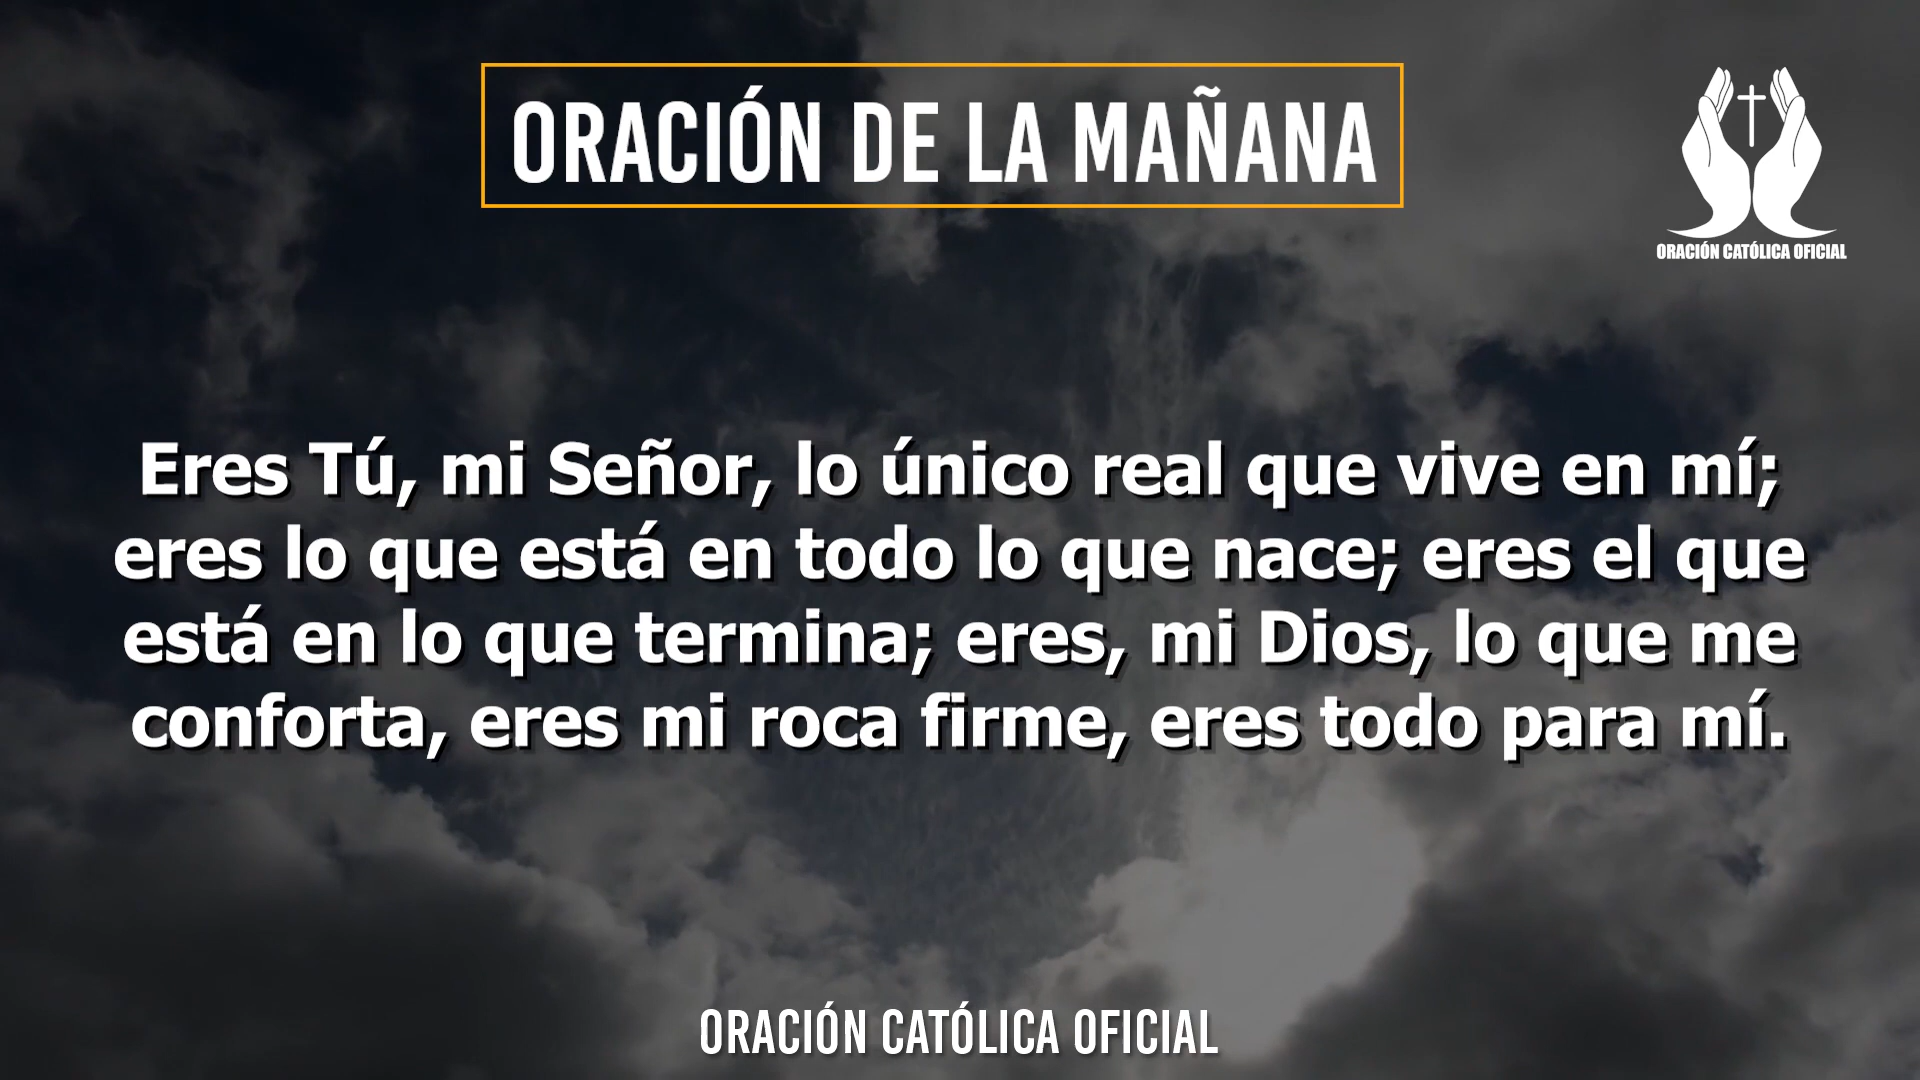 ORACIÓN DE LA MAÑANA
ORACIÓN CATÓLICA OFICIAL
Eres Tú, mi Señor, lo único real que vive en mí;
eres lo que está en todo lo que nace; eres el que
está en lo que termina; eres, mi Dios, lo que me
conforta, eres mi roca firme, eres todo para mí.
ORACIÓN CATÓLICA OFICIAL